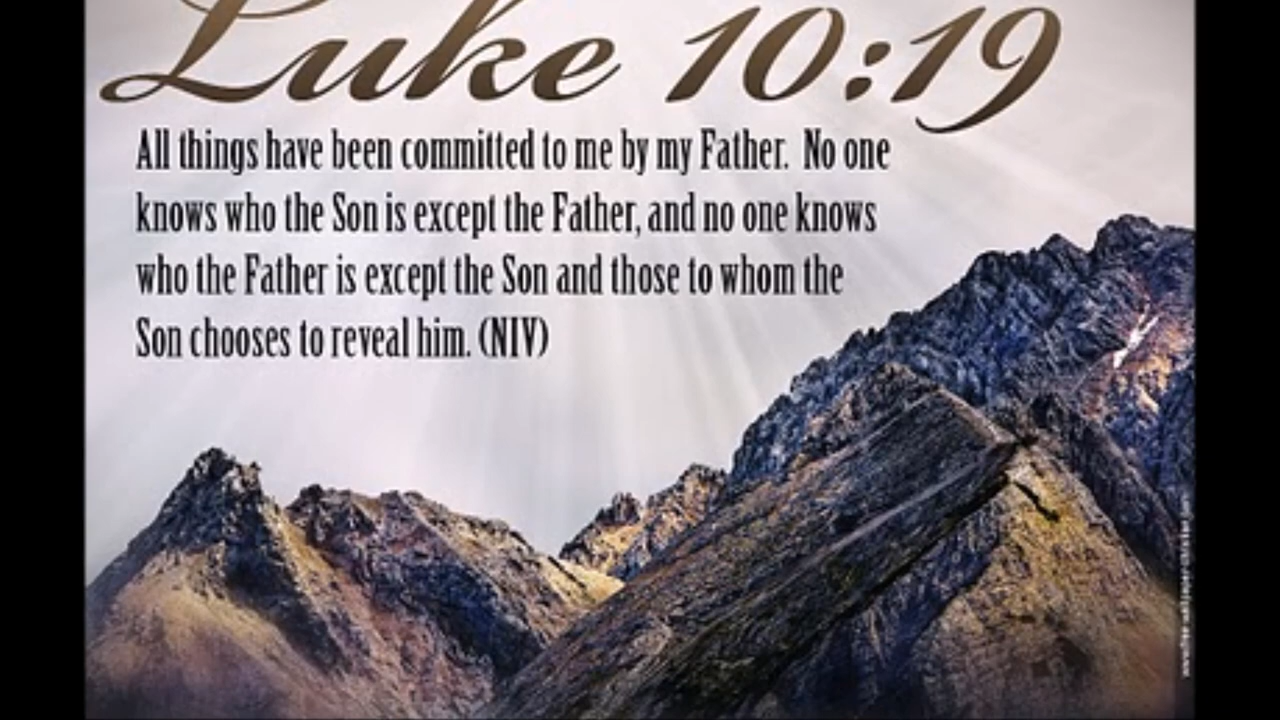 Luke 10:19
All things have been committed to me by my Father. No one
knows who the Son is except the Father, and no one knows
who the Father is except the Son and those to whom the
Son chooses to reveal him. (NIV)